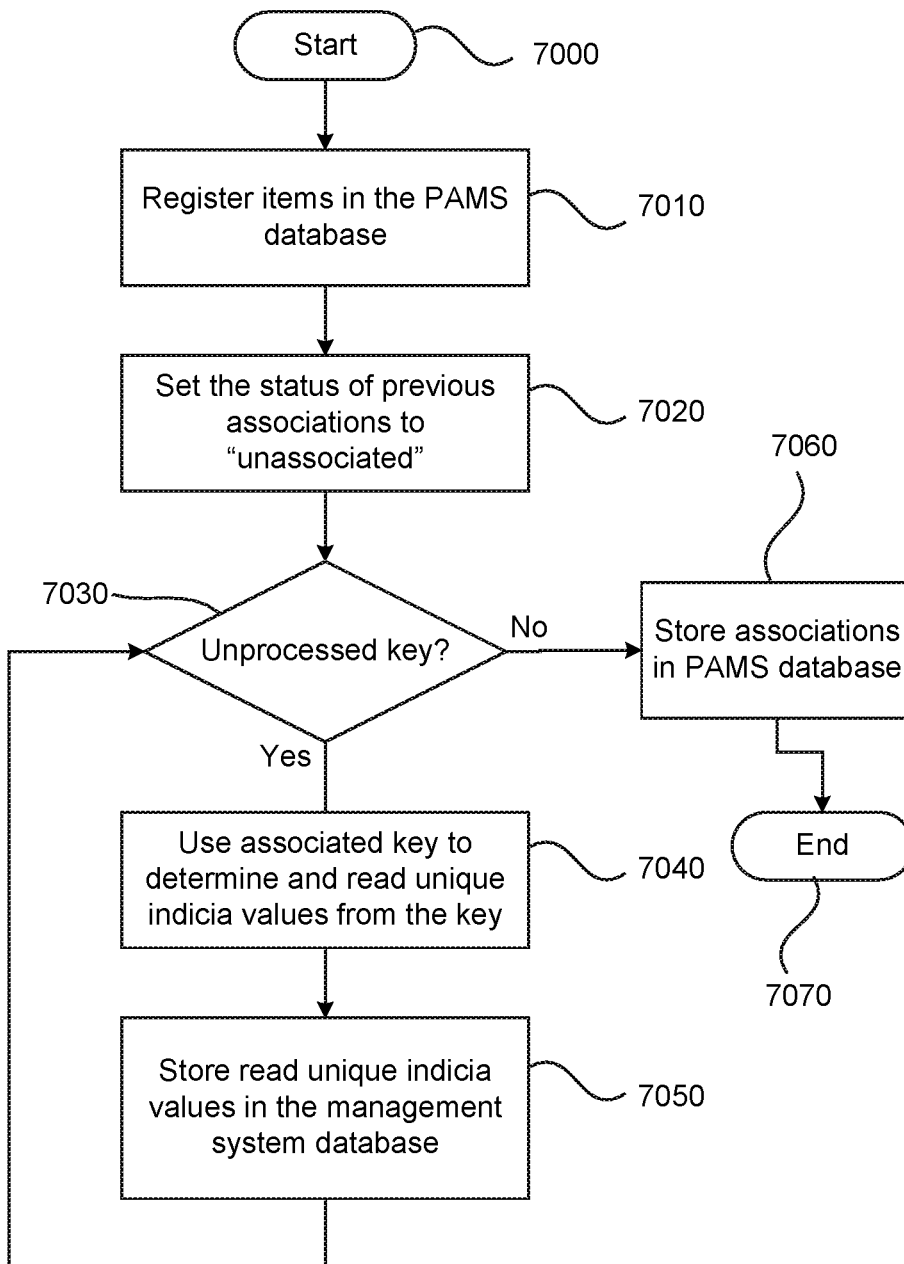 Start
7000
Register items in the PAMS
database
7010
Set the status of previous
associations to
“unassociated”
7020
7060
7030
Unprocessed key?
No
Store associations
in PAMS database
Yes
Use associated key to
determine and read unique
indicia values from the key
7040
End
7070
Store read unique indicia
values in the management
system database
7050